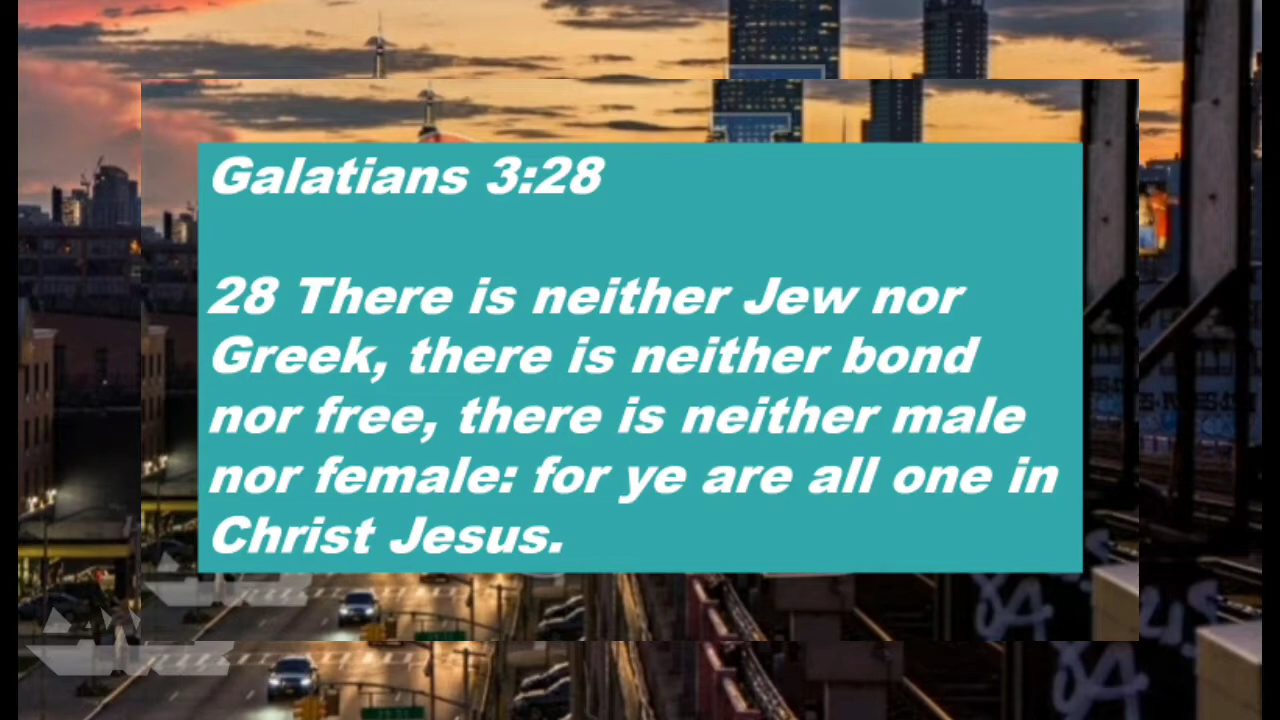 Galatians 3:28
28 There is neither Jew nor
Greek, there is neither bond
nor free, there is neither male
nor female: for ye are all one in
Christ Jesus.